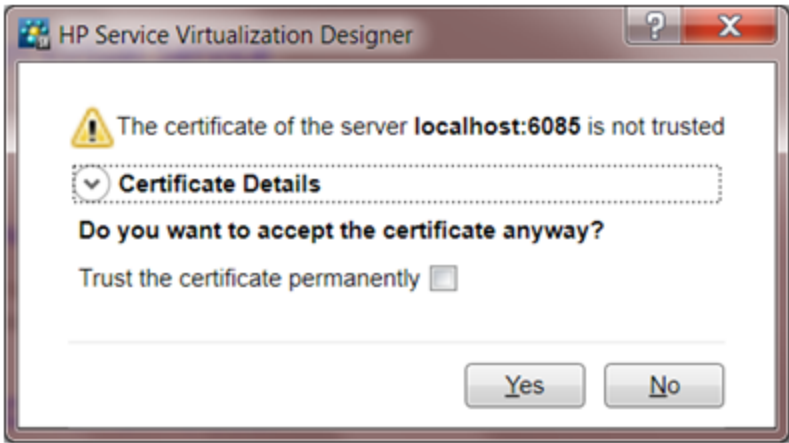 HP Service Virtualization Designer
The certificate of the server localhost:6085 is not trusted
Certificate Details
Do you want to accept the certificate anyway?
Trust the certificate permanently
Yes No